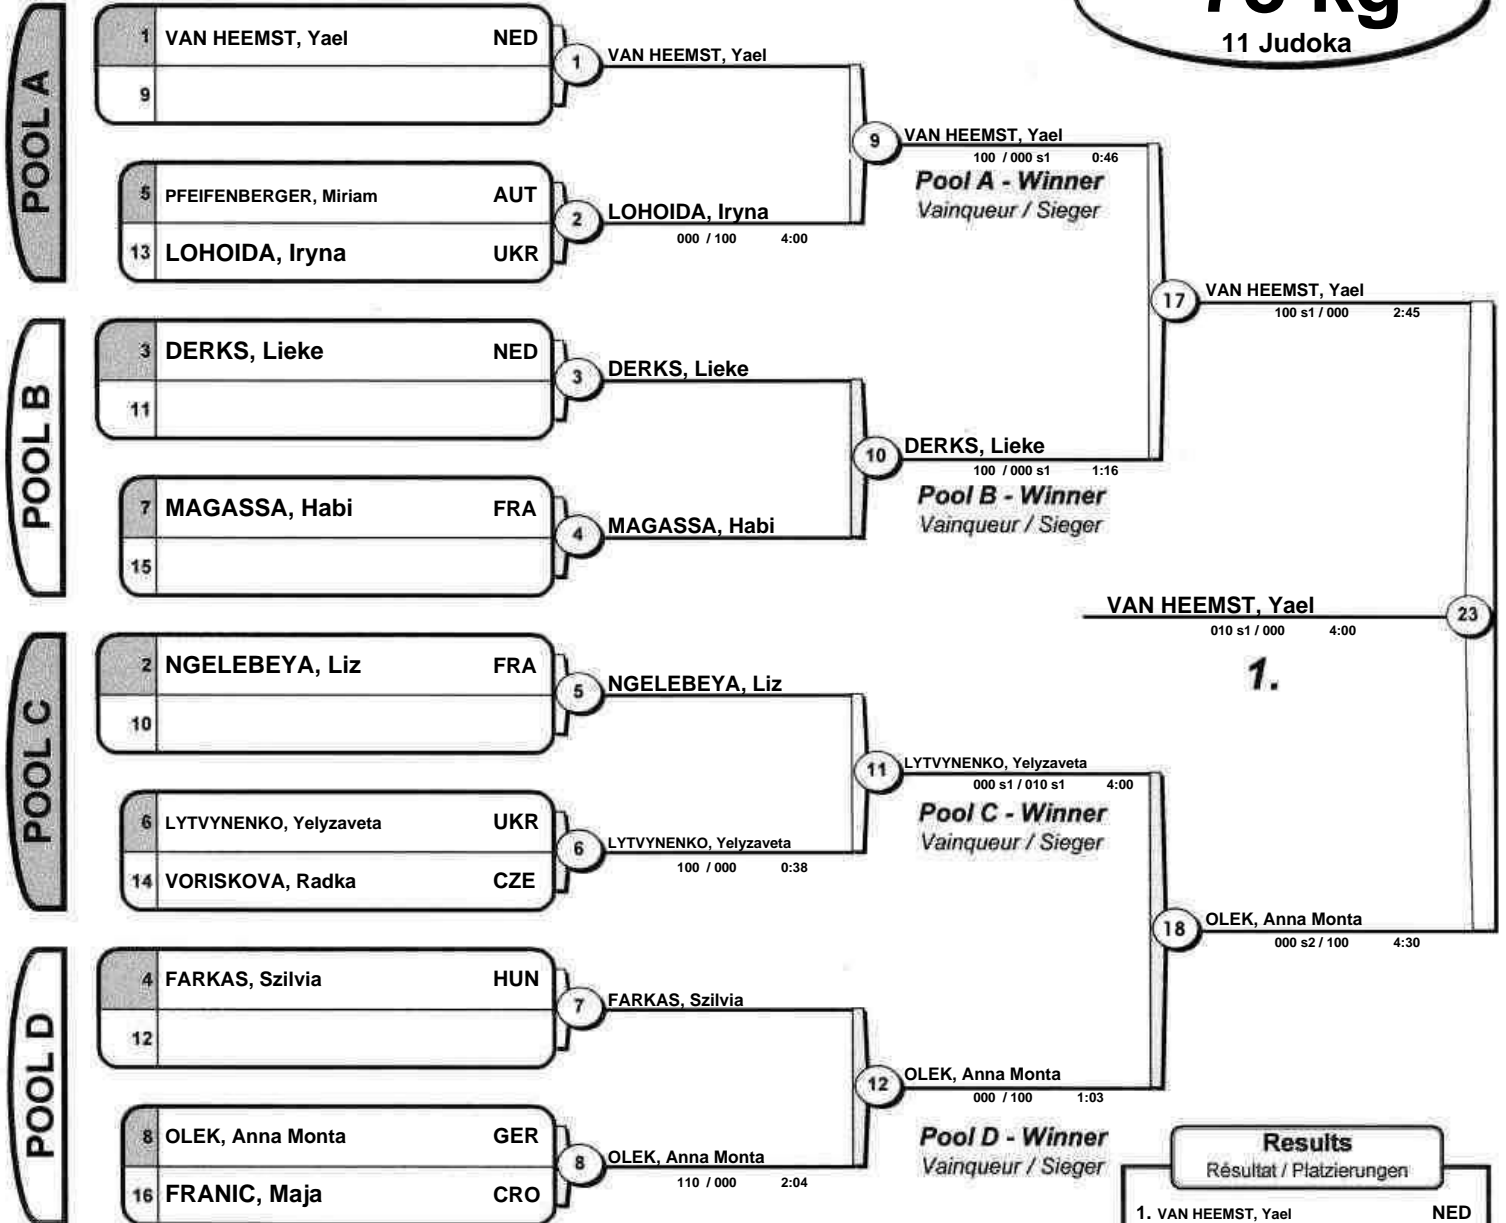 11 Judoka
POOL A
1 VAN HEEMST, Yael NED
9
1 VAN HEEMST, Yael
5 PFEIFENBERGER, Miriam AUT
13 LOHOIDA, Iryna UKR
2 LOHOIDA, Iryna
000 / 100 4:00
9 VAN HEEMST, Yael
100 / 000 s1 0:46
Pool A - Winner
Vainqueur / Sieger
POOL B
3 DERKS, Lieke NED
11
3 DERKS, Lieke
7 MAGASSA, Habi FRA
15
4 MAGASSA, Habi
10 DERKS, Lieke
100 / 000 s1 1:16
Pool B - Winner
Vainqueur / Sieger
17 VAN HEEMST, Yael
100 s1 / 000 2:45
VAN HEEMST, Yael 23
010 s1 / 000 4:00
1.
POOL C
2 NGELEBEYA, Liz FRA
10
5 NGELEBEYA, Liz
6 LYTVYNENKO, Yelyzaveta UKR
14 VORISKOVA, Radka CZE
6 LYTVYNENKO, Yelyzaveta
100 / 000 0:38
11 LYTVYNENKO, Yelyzaveta
000 s1 / 010 s1 4:00
Pool C - Winner
Vainqueur / Sieger
18 OLEK, Anna Monta
000 s2 / 100 4:30
POOL D
4 FARKAS, Szilvia HUN
12
7 FARKAS, Szilvia
8 OLEK, Anna Monta GER
16 FRANIC, Maja CRO
8 OLEK, Anna Monta
110 / 000 2:04
12 OLEK, Anna Monta
000 / 100 1:03
Pool D - Winner
Vainqueur / Sieger
Results
Résultat / Platzierungen
1. VAN HEEMST, Yael NED